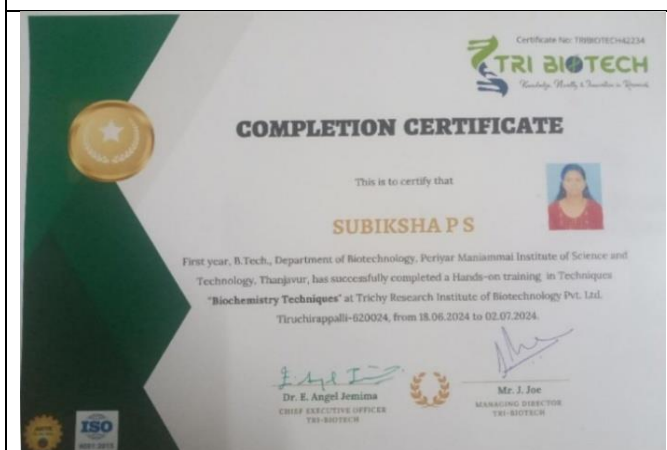 Certificate No: TRIBIOTECH42234
TRI BIOTECH
COMPLETION CERTIFICATE
This is to certify that
SUBIKSHA P S
First year, B.Tech., Department of Biotechnology, Periyar Maniammai Institute of Science and
Technology, Thanjavur, has successfully completed a Hands-on training in Techniques
"Biochemistry Techniques" at Trichy Research Institute of Biotechnology Pvt. Ltd.
Tiruchirappalli-620024, from 18.06.2024 to 02.07.2024.
Dr. E. Angel Jemima
CHIEF EXECUTIVE OFFICER
TRI-BIOTECH
Mr. J. Joe
MANAGING DIRECTOR
TRI-BIOTECH
ISO